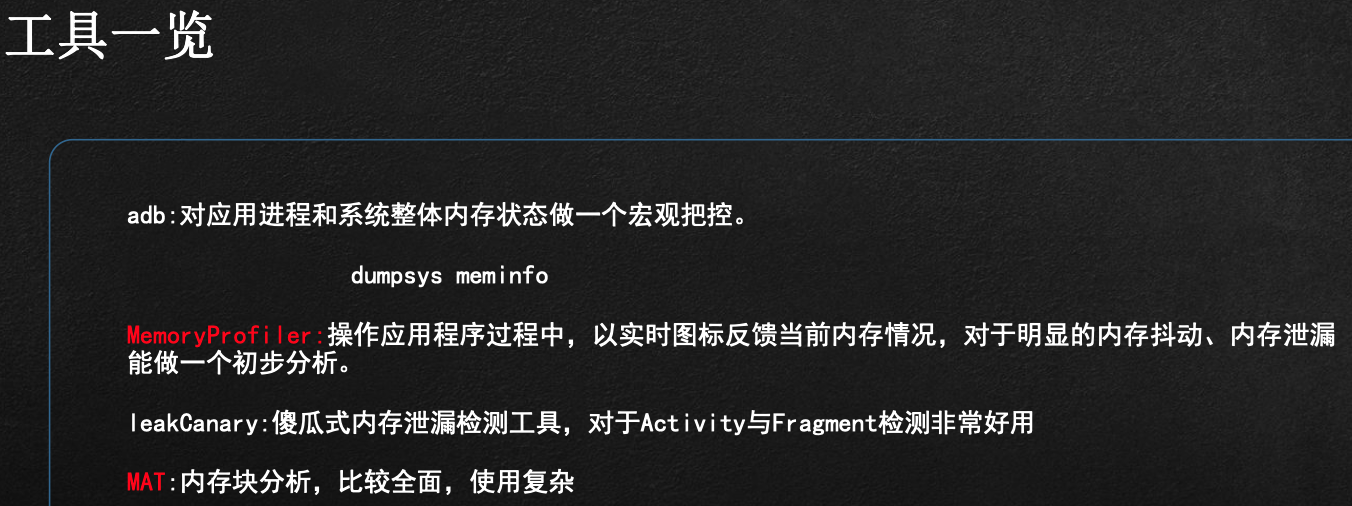 工具一览
adb:对应用进程和系统整体内存状态做一个宏观把控。
dumpsys meminfo
MemoryProfiler:操作应用程序过程中，以实时图标反馈当前内存情况，对于明显的内存抖动、内存泄漏
能做一个初步分析。
leakCanary:傻瓜式内存泄漏检测工具，对于Activity与Fragment检测非常好用
MAT:内存块分析，比较全面，使用复杂